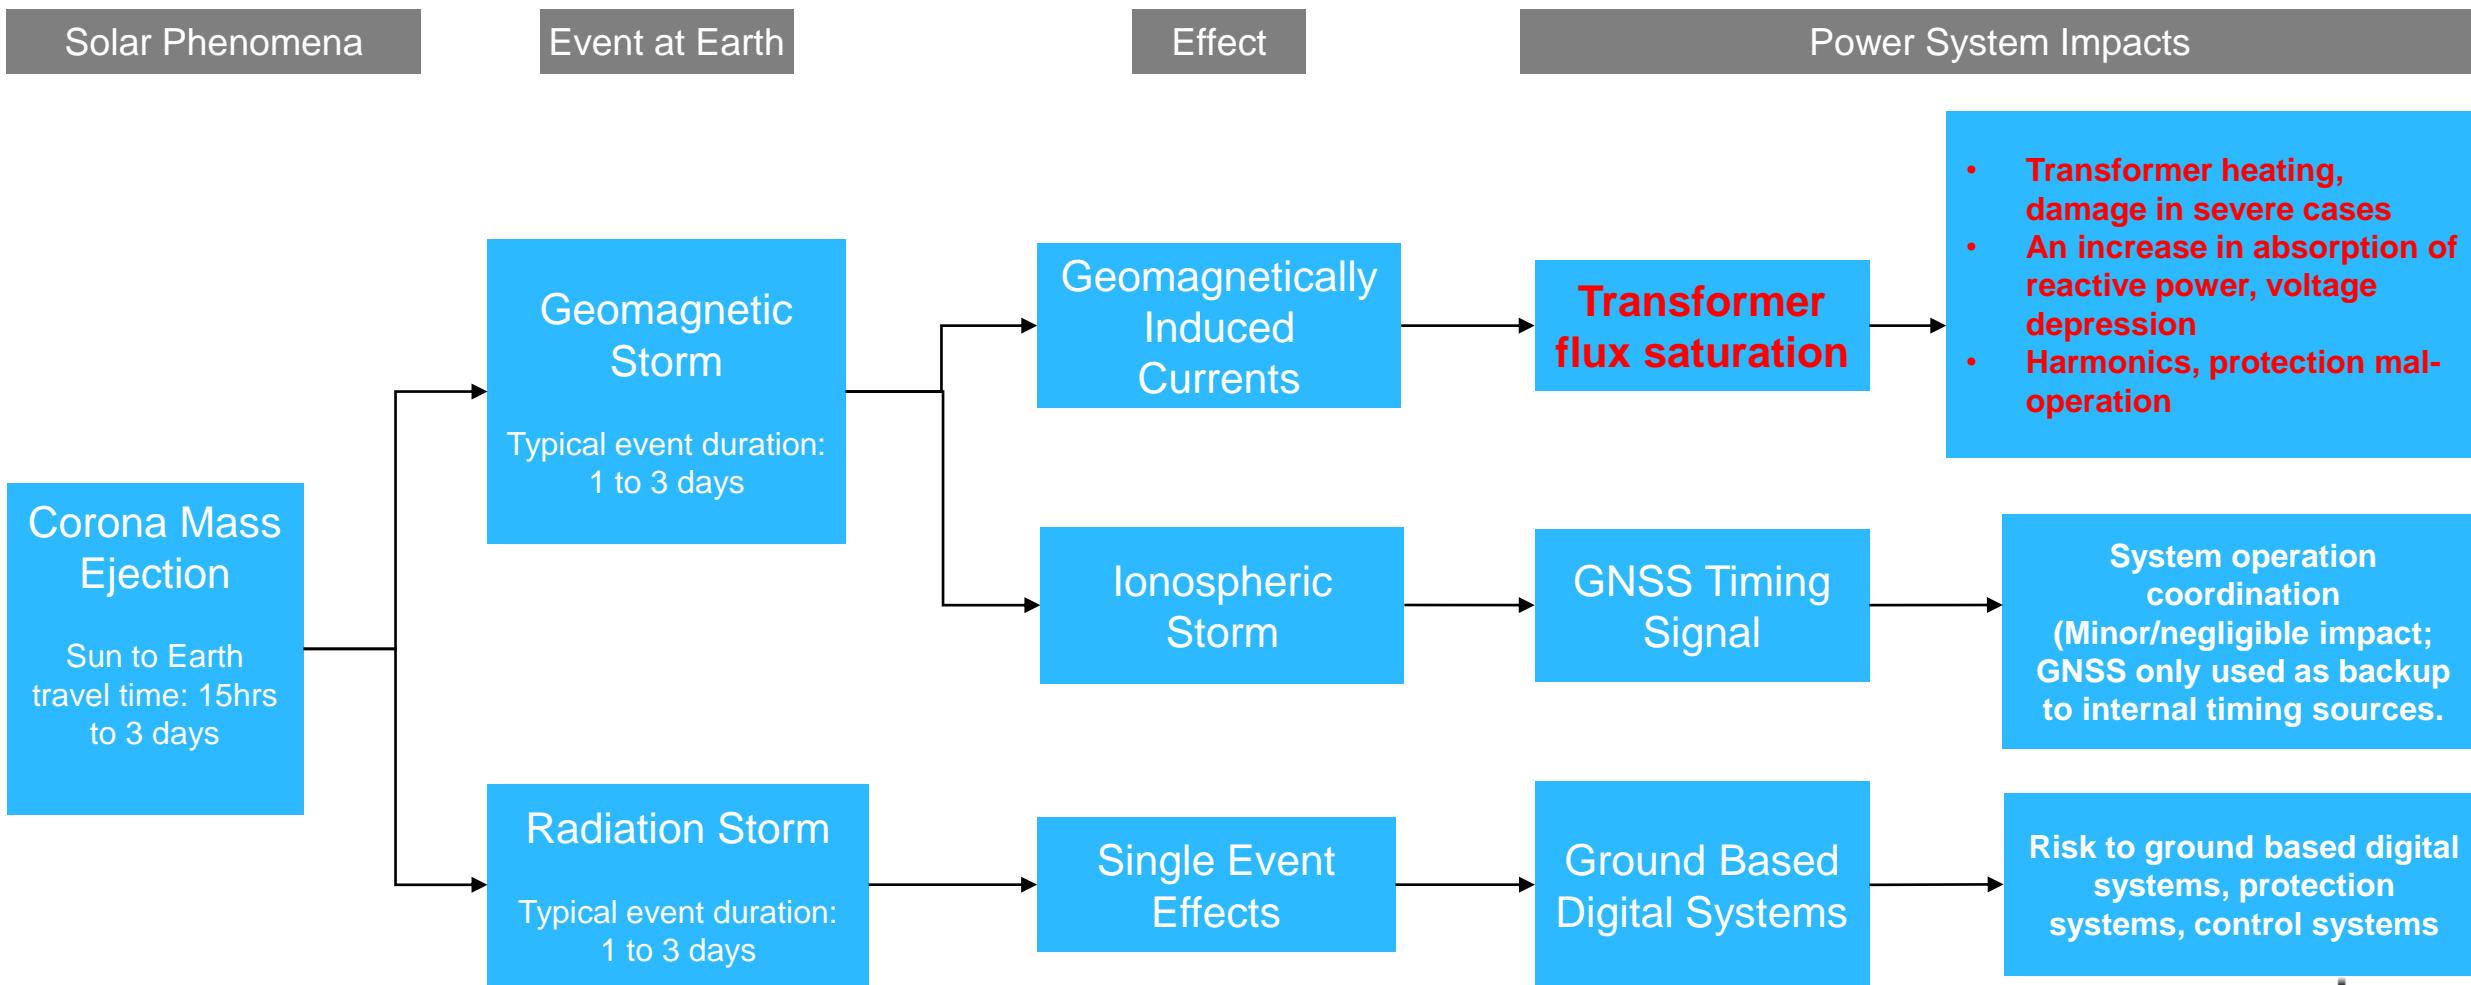 Solar Phenomena
Event at Earth
Effect
Power System Impacts
Corona Mass
Ejection
Sun to Earth
travel time: 15hrs
to 3 days
Geomagnetic
Storm
Typical event duration:
1 to 3 days
Radiation Storm
Typical event duration:
1 to 3 days
Geomagnetically
Induced
Currents
Ionospheric
Storm
Single Event
Effects
Transformer
flux saturation
GNSS Timing
Signal
Ground Based
Digital Systems
• Transformer heating,
damage in severe cases
• An increase in absorption of
reactive power, voltage
depression
• Harmonics, protection mal-
operation
System operation
coordination
(Minor/negligible impact;
GNSS only used as backup
to internal timing sources.
Risk to ground based digital
systems, protection
systems, control systems